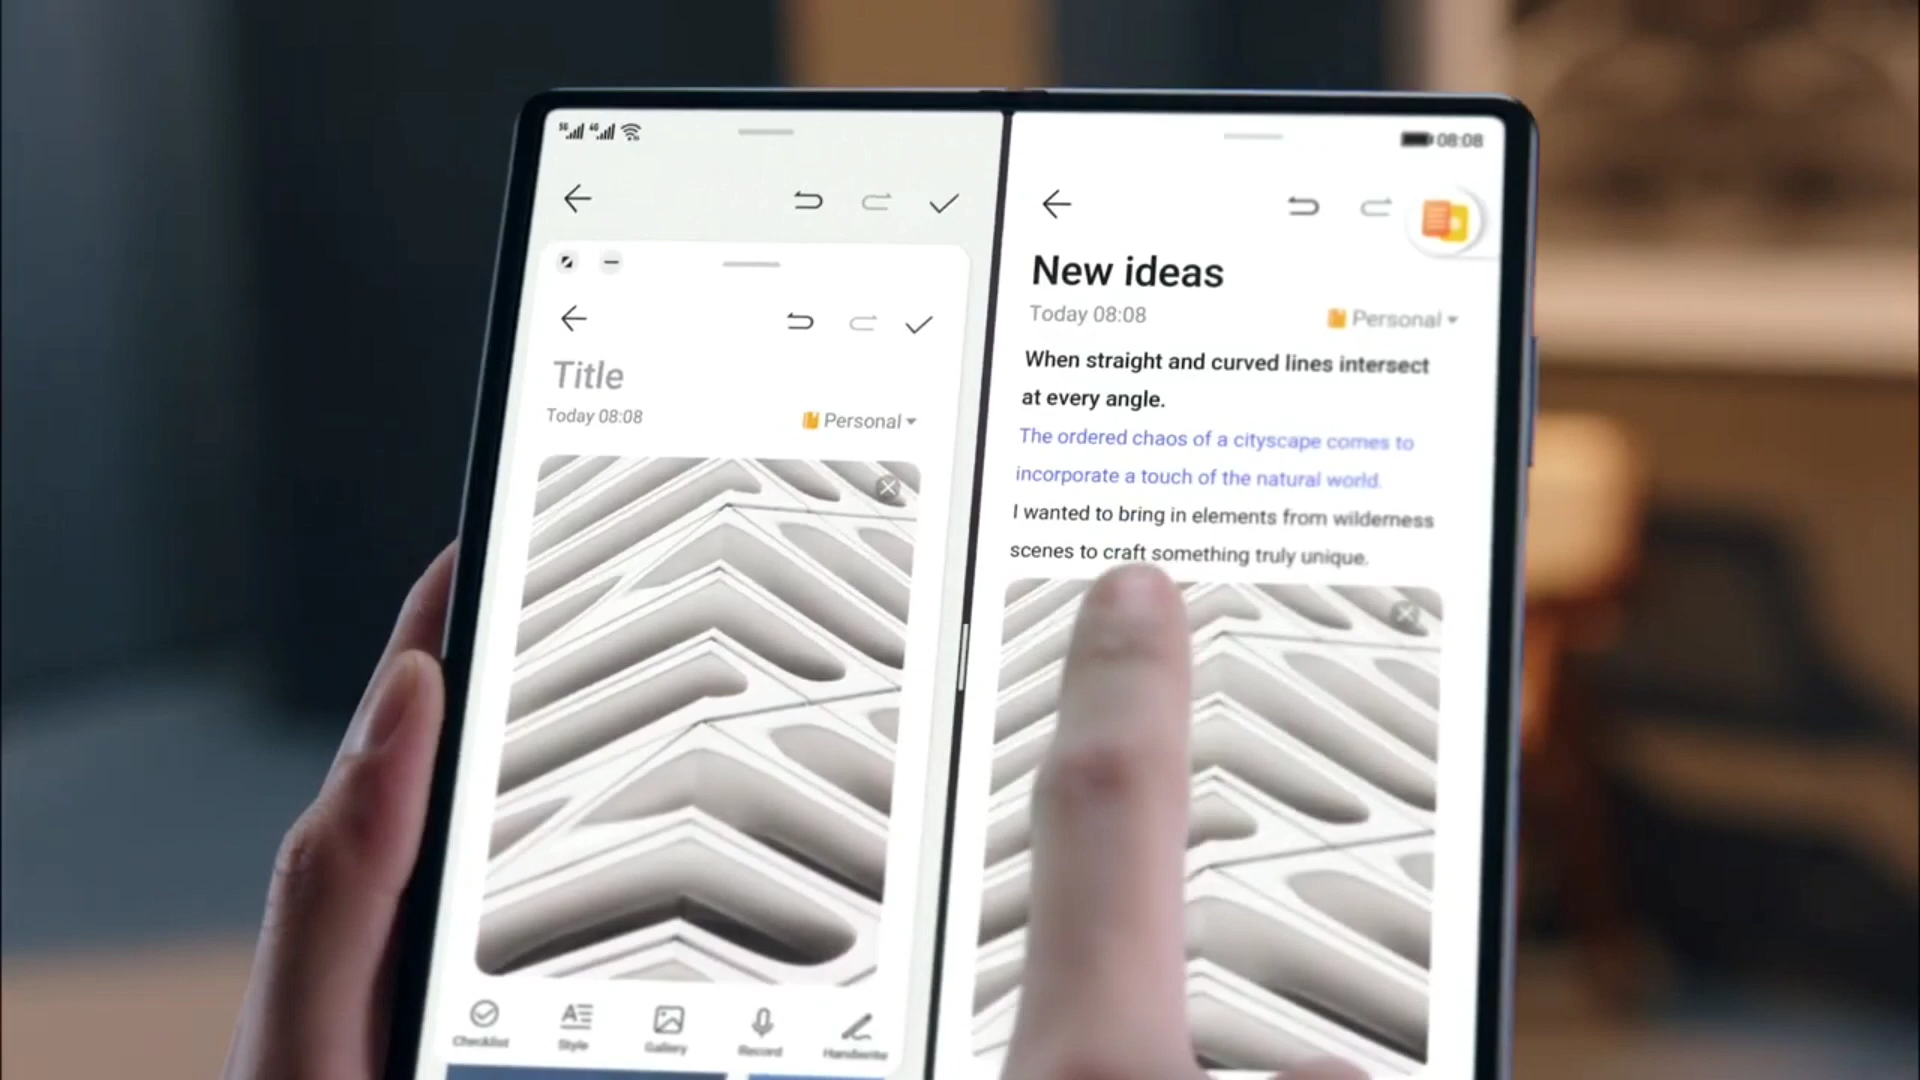 5G 4G
08:08
Title
Today 08:08
Personal
Checklist
Style
Gallery
Record
Handwrite
New ideas
Today 08:08
Personal
When straight and curved lines intersect
at every angle.
The ordered chaos of a cityscape comes to
incorporate a touch of the natural world.
I wanted to bring in elements from wilderness
scenes to craft something truly unique.